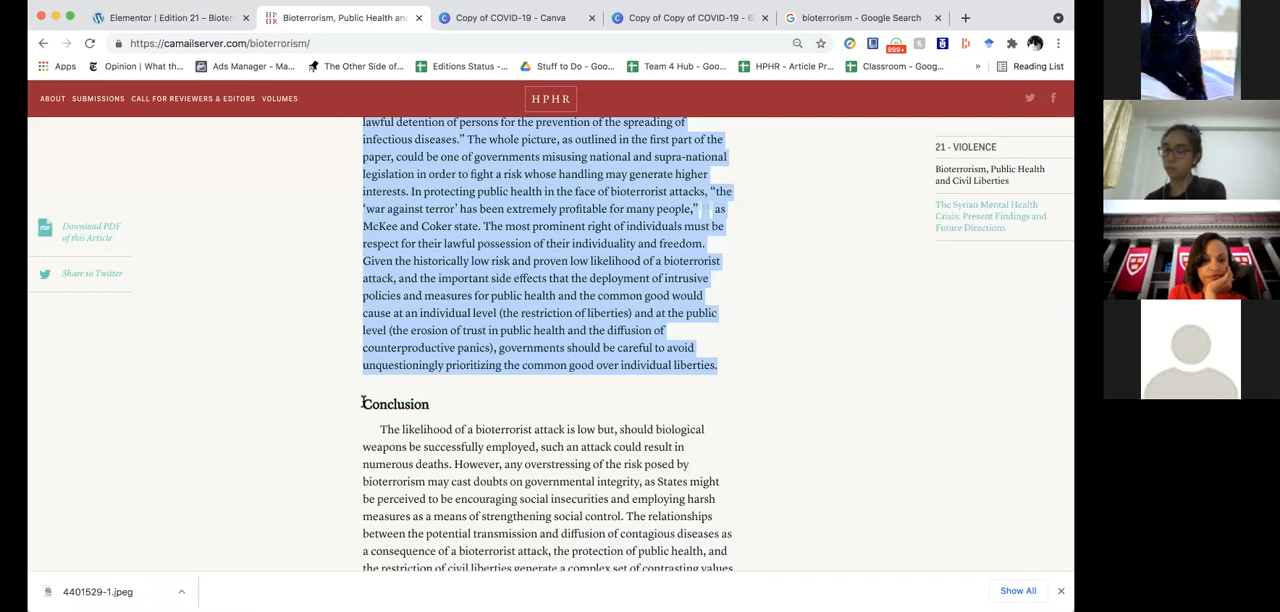 Elementor | Edition 21 – Bioter
Bioterrorism, Public Health and
Copy of COVID-19 - Canva
Copy of Copy of COVID-19 - 6
bioterrorism - Google Search
https://camailserver.com/bioterrorism/
999+
Apps
Opinion | What th...
Ads Manager - Ma...
The Other Side of...
Editions Status -...
Stuff to Do - Goo...
Team 4 Hub - Goo...
HPHR - Article Pr...
Classroom - Goog...
»
Reading List
ABOUT SUBMISSIONS CALL FOR REVIEWERS & EDITORS VOLUMES
HPHR
lawful detention of persons for the prevention of the spreading of
infectious diseases.” The whole picture, as outlined in the first part of the
paper, could be one of governments misusing national and supra-national
legislation in order to fight a risk whose handling may generate higher
interests. In protecting public health in the face of bioterrorist attacks, “the
‘war against terror’ has been extremely profitable for many people,” as
McKee and Coker state. The most prominent right of individuals must be
respect for their lawful possession of their individuality and freedom.
Given the historically low risk and proven low likelihood of a bioterrorist
attack, and the important side effects that the deployment of intrusive
policies and measures for public health and the common good would
cause at an individual level (the restriction of liberties) and at the public
level (the erosion of trust in public health and the diffusion of
counterproductive panics), governments should be careful to avoid
unquestioningly prioritizing the common good over individual liberties.
Conclusion
The likelihood of a bioterrorist attack is low but, should biological
weapons be successfully employed, such an attack could result in
numerous deaths. However, any overstressing of the risk posed by
bioterrorism may cast doubts on governmental integrity, as States might
be perceived to be encouraging social insecurities and employing harsh
measures as a means of strengthening social control. The relationships
between the potential transmission and diffusion of contagious diseases as
a consequence of a bioterrorist attack, the protection of public health, and
the restriction of civil liberties generate a complex set of contrasting values
PDF
Download PDF
of this Article
Share to Twitter
21 - VIOLENCE
Bioterrorism, Public Health
and Civil Liberties
The Syrian Mental Health
Crisis: Present Findings and
Future Directions
4401529-1.jpeg
Show All